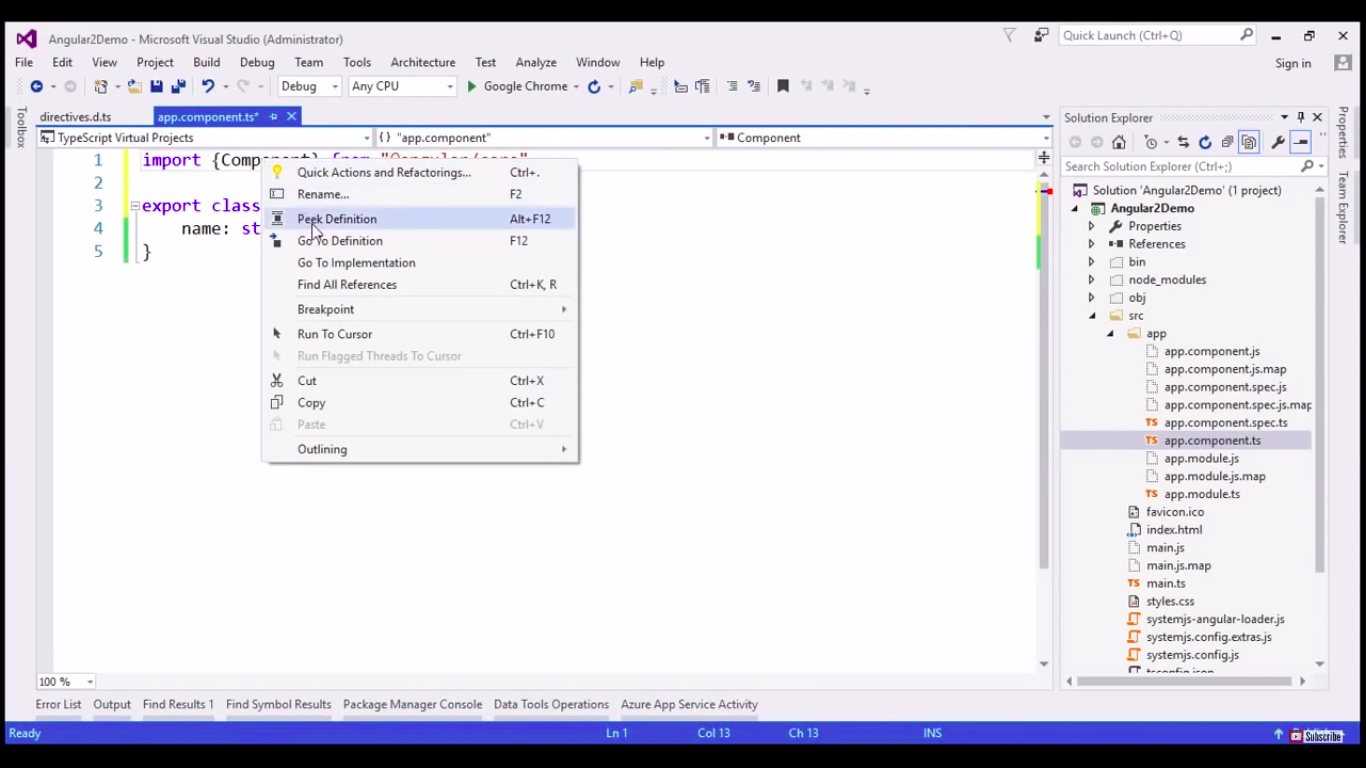 Angular2Demo - Microsoft Visual Studio (Administrator)
Quick Launch (Ctrl+Q)
File Edit View Project Build Debug Team Tools Architecture Test Analyze Window Help
Sign in
Debug Any CPU Google Chrome
Toolbox
directives.d.ts app.component.ts*
TypeScript Virtual Projects {} "app.component" Component
1 import {Component} from "@angular/core"
2
3 export class
4 name: st
5 }
Quick Actions and Refactorings... Ctrl+.
Rename... F2
Peek Definition Alt+F12
Go To Definition F12
Go To Implementation
Find All References Ctrl+K, R
Breakpoint
Run To Cursor Ctrl+F10
Run Flagged Threads To Cursor
Cut Ctrl+X
Copy Ctrl+C
Paste Ctrl+V
Outlining
Solution Explorer
Search Solution Explorer (Ctrl+;)
Solution 'Angular2Demo' (1 project)
Angular2Demo
Properties
References
bin
node_modules
obj
src
app
app.component.js
app.component.js.map
app.component.spec.js
app.component.spec.js.map
TS app.component.spec.ts
TS app.component.ts
app.module.js
app.module.js.map
TS app.module.ts
favicon.ico
index.html
main.js
main.js.map
TS main.ts
styles.css
systemjs-angular-loader.js
systemjs.config.extras.js
systemjs.config.js
tsconfig.json
Properties
Team Explorer
100 %
Error List Output Find Results 1 Find Symbol Results Package Manager Console Data Tools Operations Azure App Service Activity
Ready Ln 1 Col 13 Ch 13 INS
Subscribe